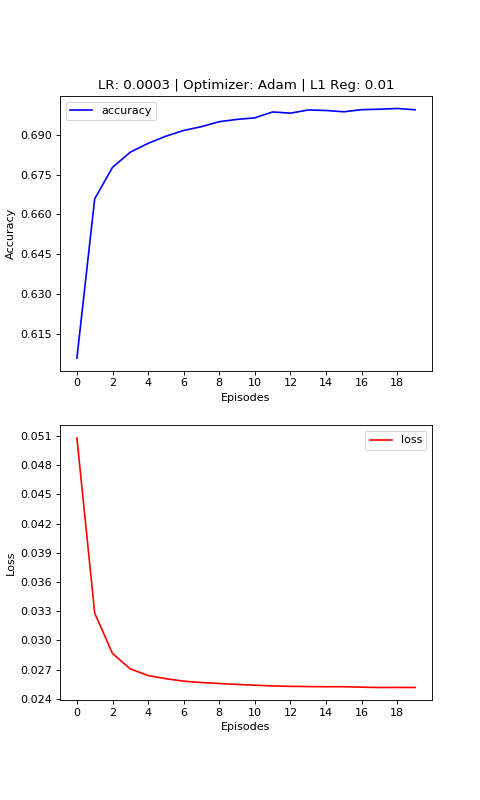 LR: 0.0003 | Optimizer: Adam | L1 Reg: 0.01
accuracy
0.690
0.675
0.660
0.645
0.630
0.615
Accuracy
0 2 4 6 8 10 12 14 16 18
Episodes
loss
0.051
0.048
0.045
0.042
0.039
0.036
0.033
0.030
0.027
0.024
Loss
0 2 4 6 8 10 12 14 16 18
Episodes